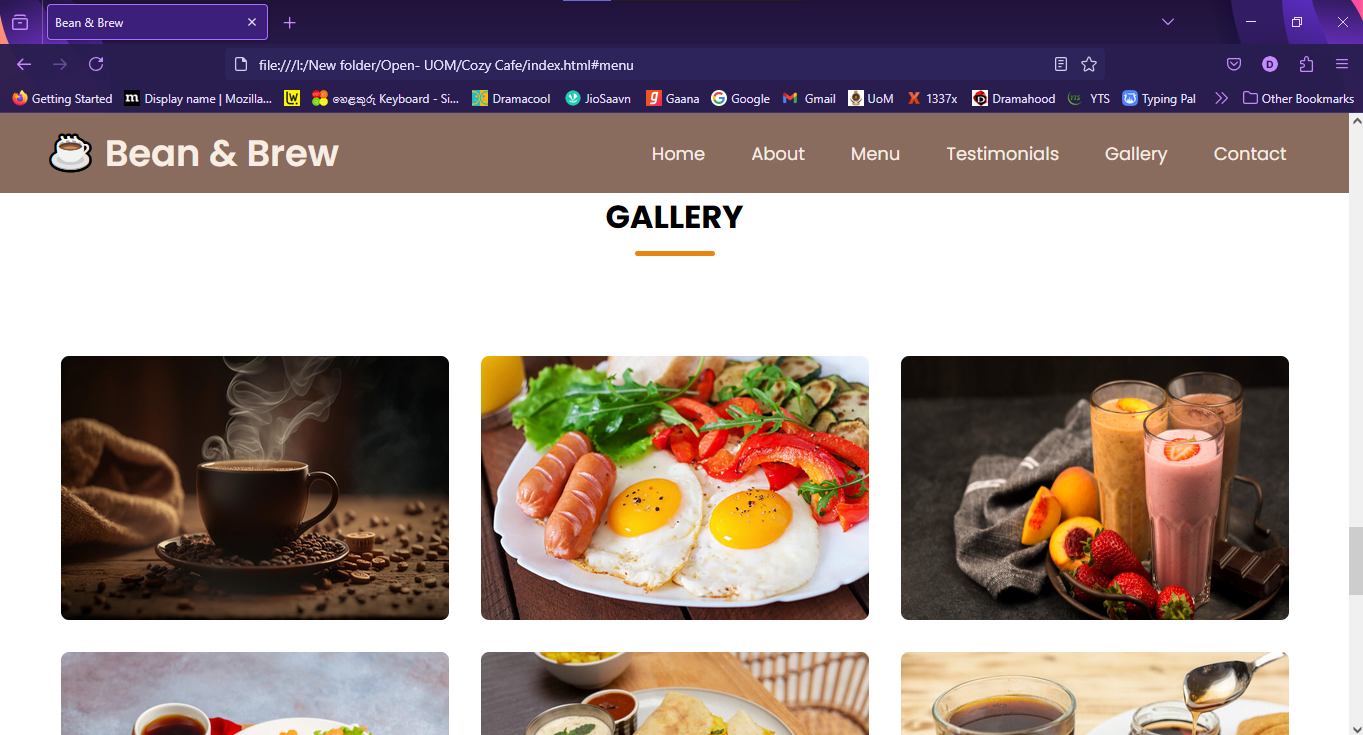 Bean & Brew
file:///I:/New folder/Open- UOM/Cozy Cafe/index.html#menu
D
Getting Started
m Display name | Mozilla...
W
හෙළකුරු Keyboard - Si...
Dramacool
JioSaavn
g Gaana
G Google
M Gmail
UoM
X 1337x
D Dramahood
YTS
Typing Pal
Other Bookmarks
Bean & Brew
Home About Menu Testimonials Gallery Contact
GALLERY